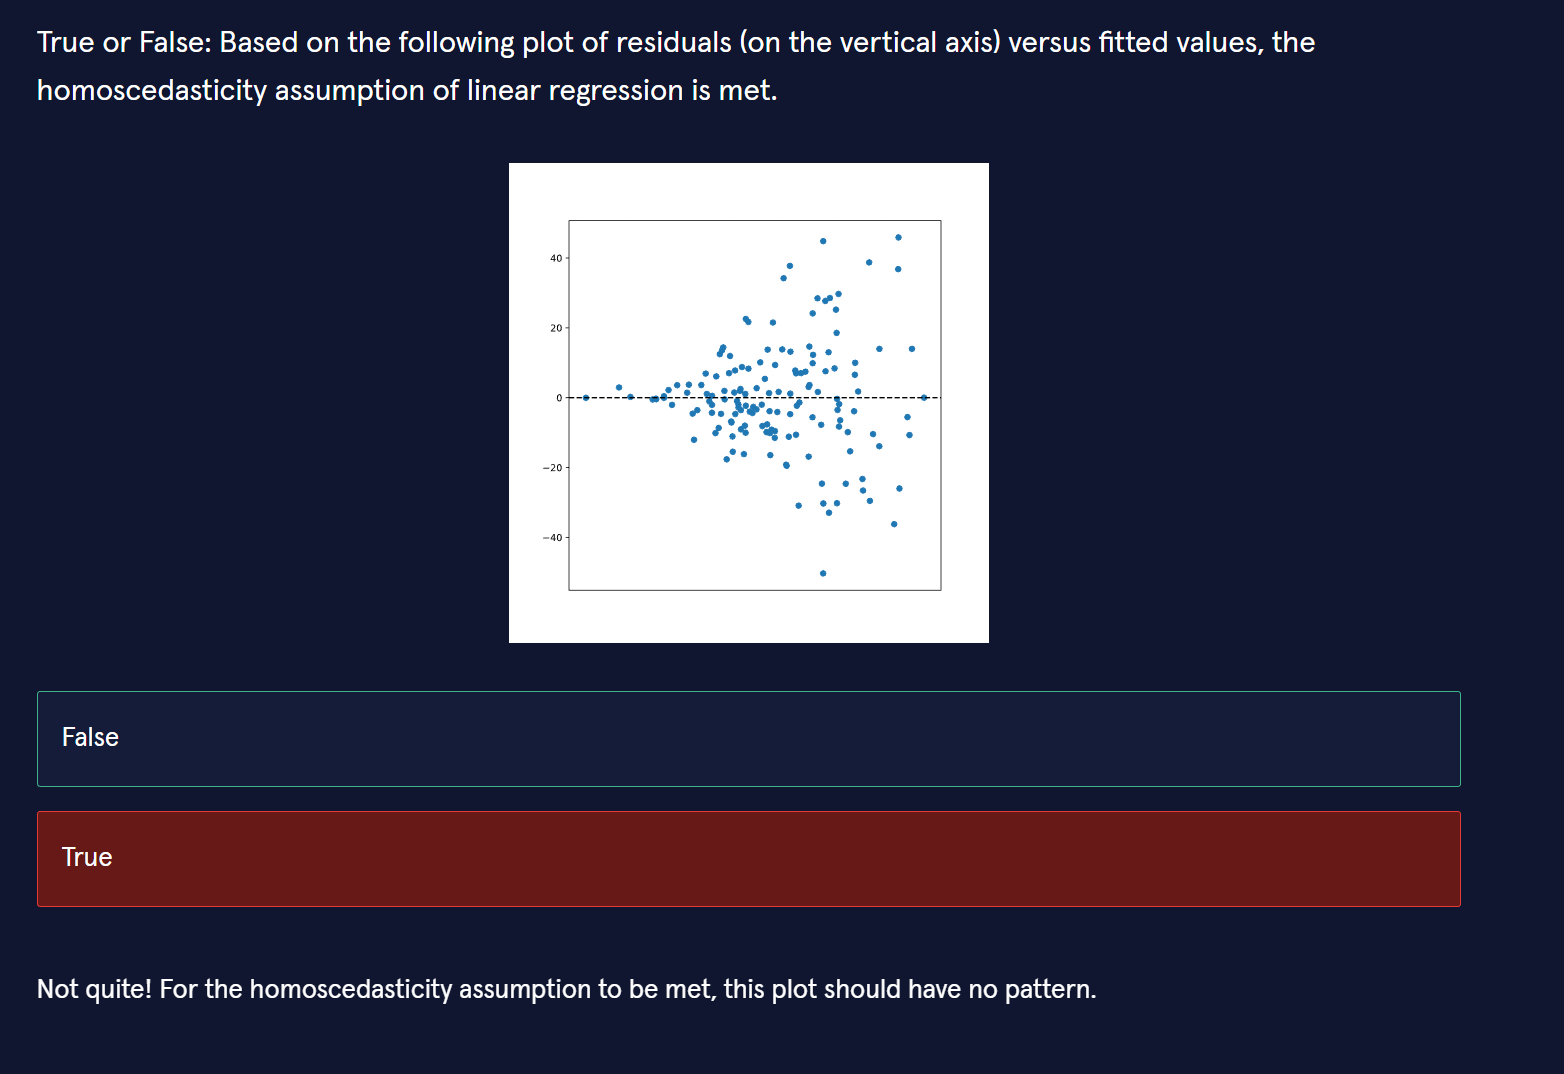 True or False: Based on the following plot of residuals (on the vertical axis) versus fitted values, the
homoscedasticity assumption of linear regression is met.
40
20
0
−20
−40
False
True
Not quite! For the homoscedasticity assumption to be met, this plot should have no pattern.